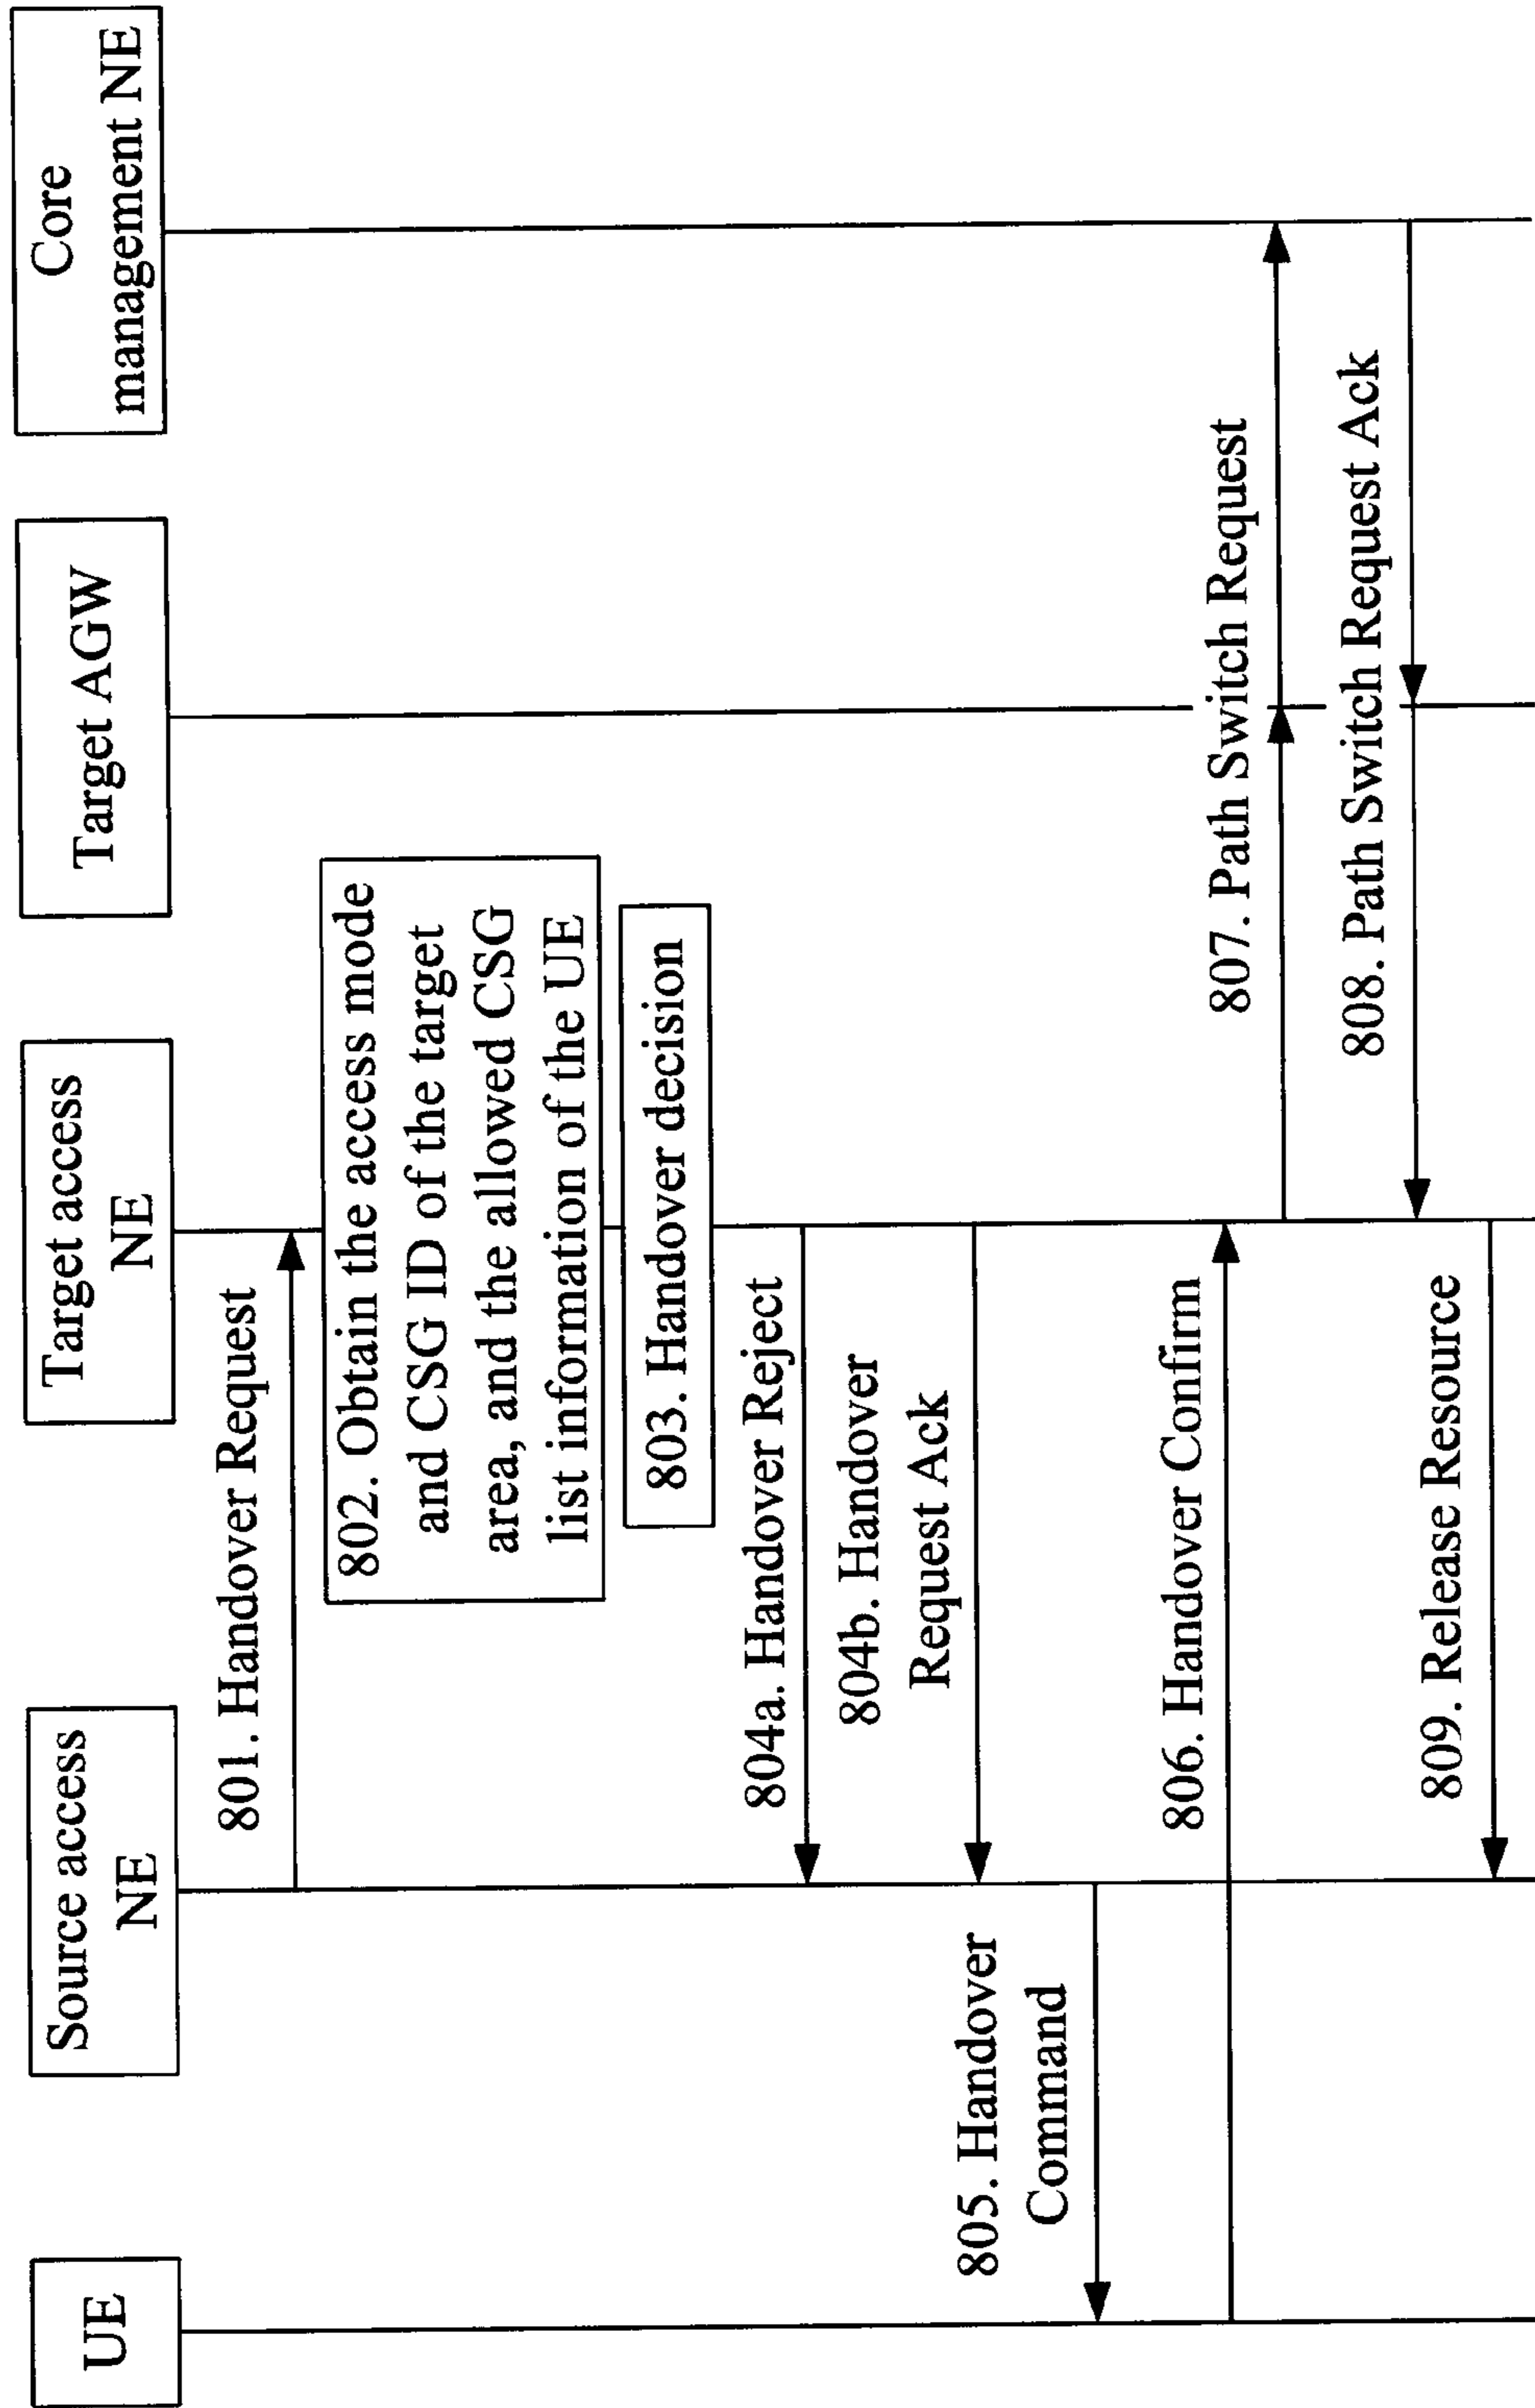 UE
Source access
NE
Target access
NE
Target AGW
Core
management NE
801. Handover Request
802. Obtain the access mode
and CSG ID of the target
area, and the allowed CSG
list information of the UE
803. Handover decision
804a. Handover Reject
804b. Handover
Request Ack
805. Handover
Command
806. Handover Confirm
807. Path Switch Request
808. Path Switch Request Ack
809. Release Resource